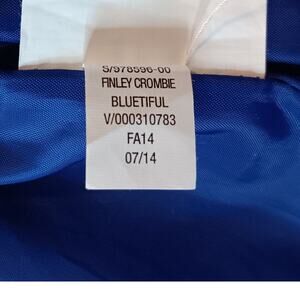 S/978596-00
FINLEY CROMBIE
BLUETIFUL
V/000310783
FA14
07/14